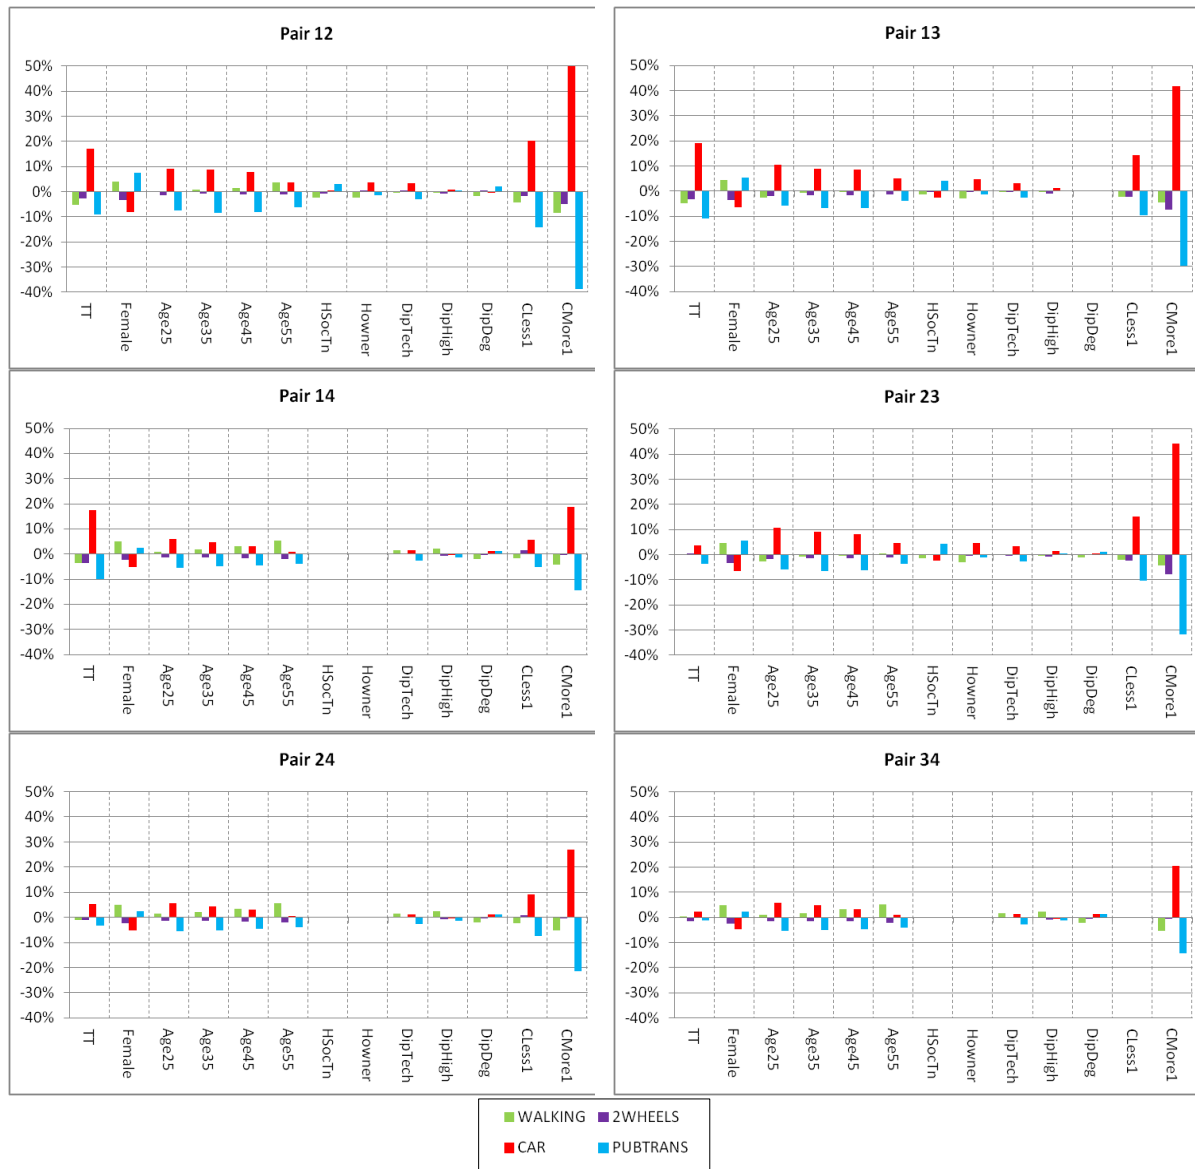 Pair 12
50%
40%
30%
20%
10%
0%
-10%
-20%
-30%
-40%
TT
Female
Age25
Age35
Age45
Age55
HSocTn
Howner
DipTech
DipHigh
DipDeg
CLess1
CMore1
Pair 13
50%
40%
30%
20%
10%
0%
-10%
-20%
-30%
-40%
TT
Female
Age25
Age35
Age45
Age55
HSocTn
Howner
DipTech
DipHigh
DipDeg
CLess1
CMore1
Pair 14
50%
40%
30%
20%
10%
0%
-10%
-20%
-30%
-40%
TT
Female
Age25
Age35
Age45
Age55
HSocTn
Howner
DipTech
DipHigh
DipDeg
CLess1
CMore1
Pair 23
50%
40%
30%
20%
10%
0%
-10%
-20%
-30%
-40%
TT
Female
Age25
Age35
Age45
Age55
HSocTn
Howner
DipTech
DipHigh
DipDeg
CLess1
CMore1
Pair 24
50%
40%
30%
20%
10%
0%
-10%
-20%
-30%
-40%
TT
Female
Age25
Age35
Age45
Age55
HSocTn
Howner
DipTech
DipHigh
DipDeg
CLess1
CMore1
Pair 34
50%
40%
30%
20%
10%
0%
-10%
-20%
-30%
-40%
TT
Female
Age25
Age35
Age45
Age55
HSocTn
Howner
DipTech
DipHigh
DipDeg
CLess1
CMore1
WALKING 2WHEELS
CAR PUBTRANS